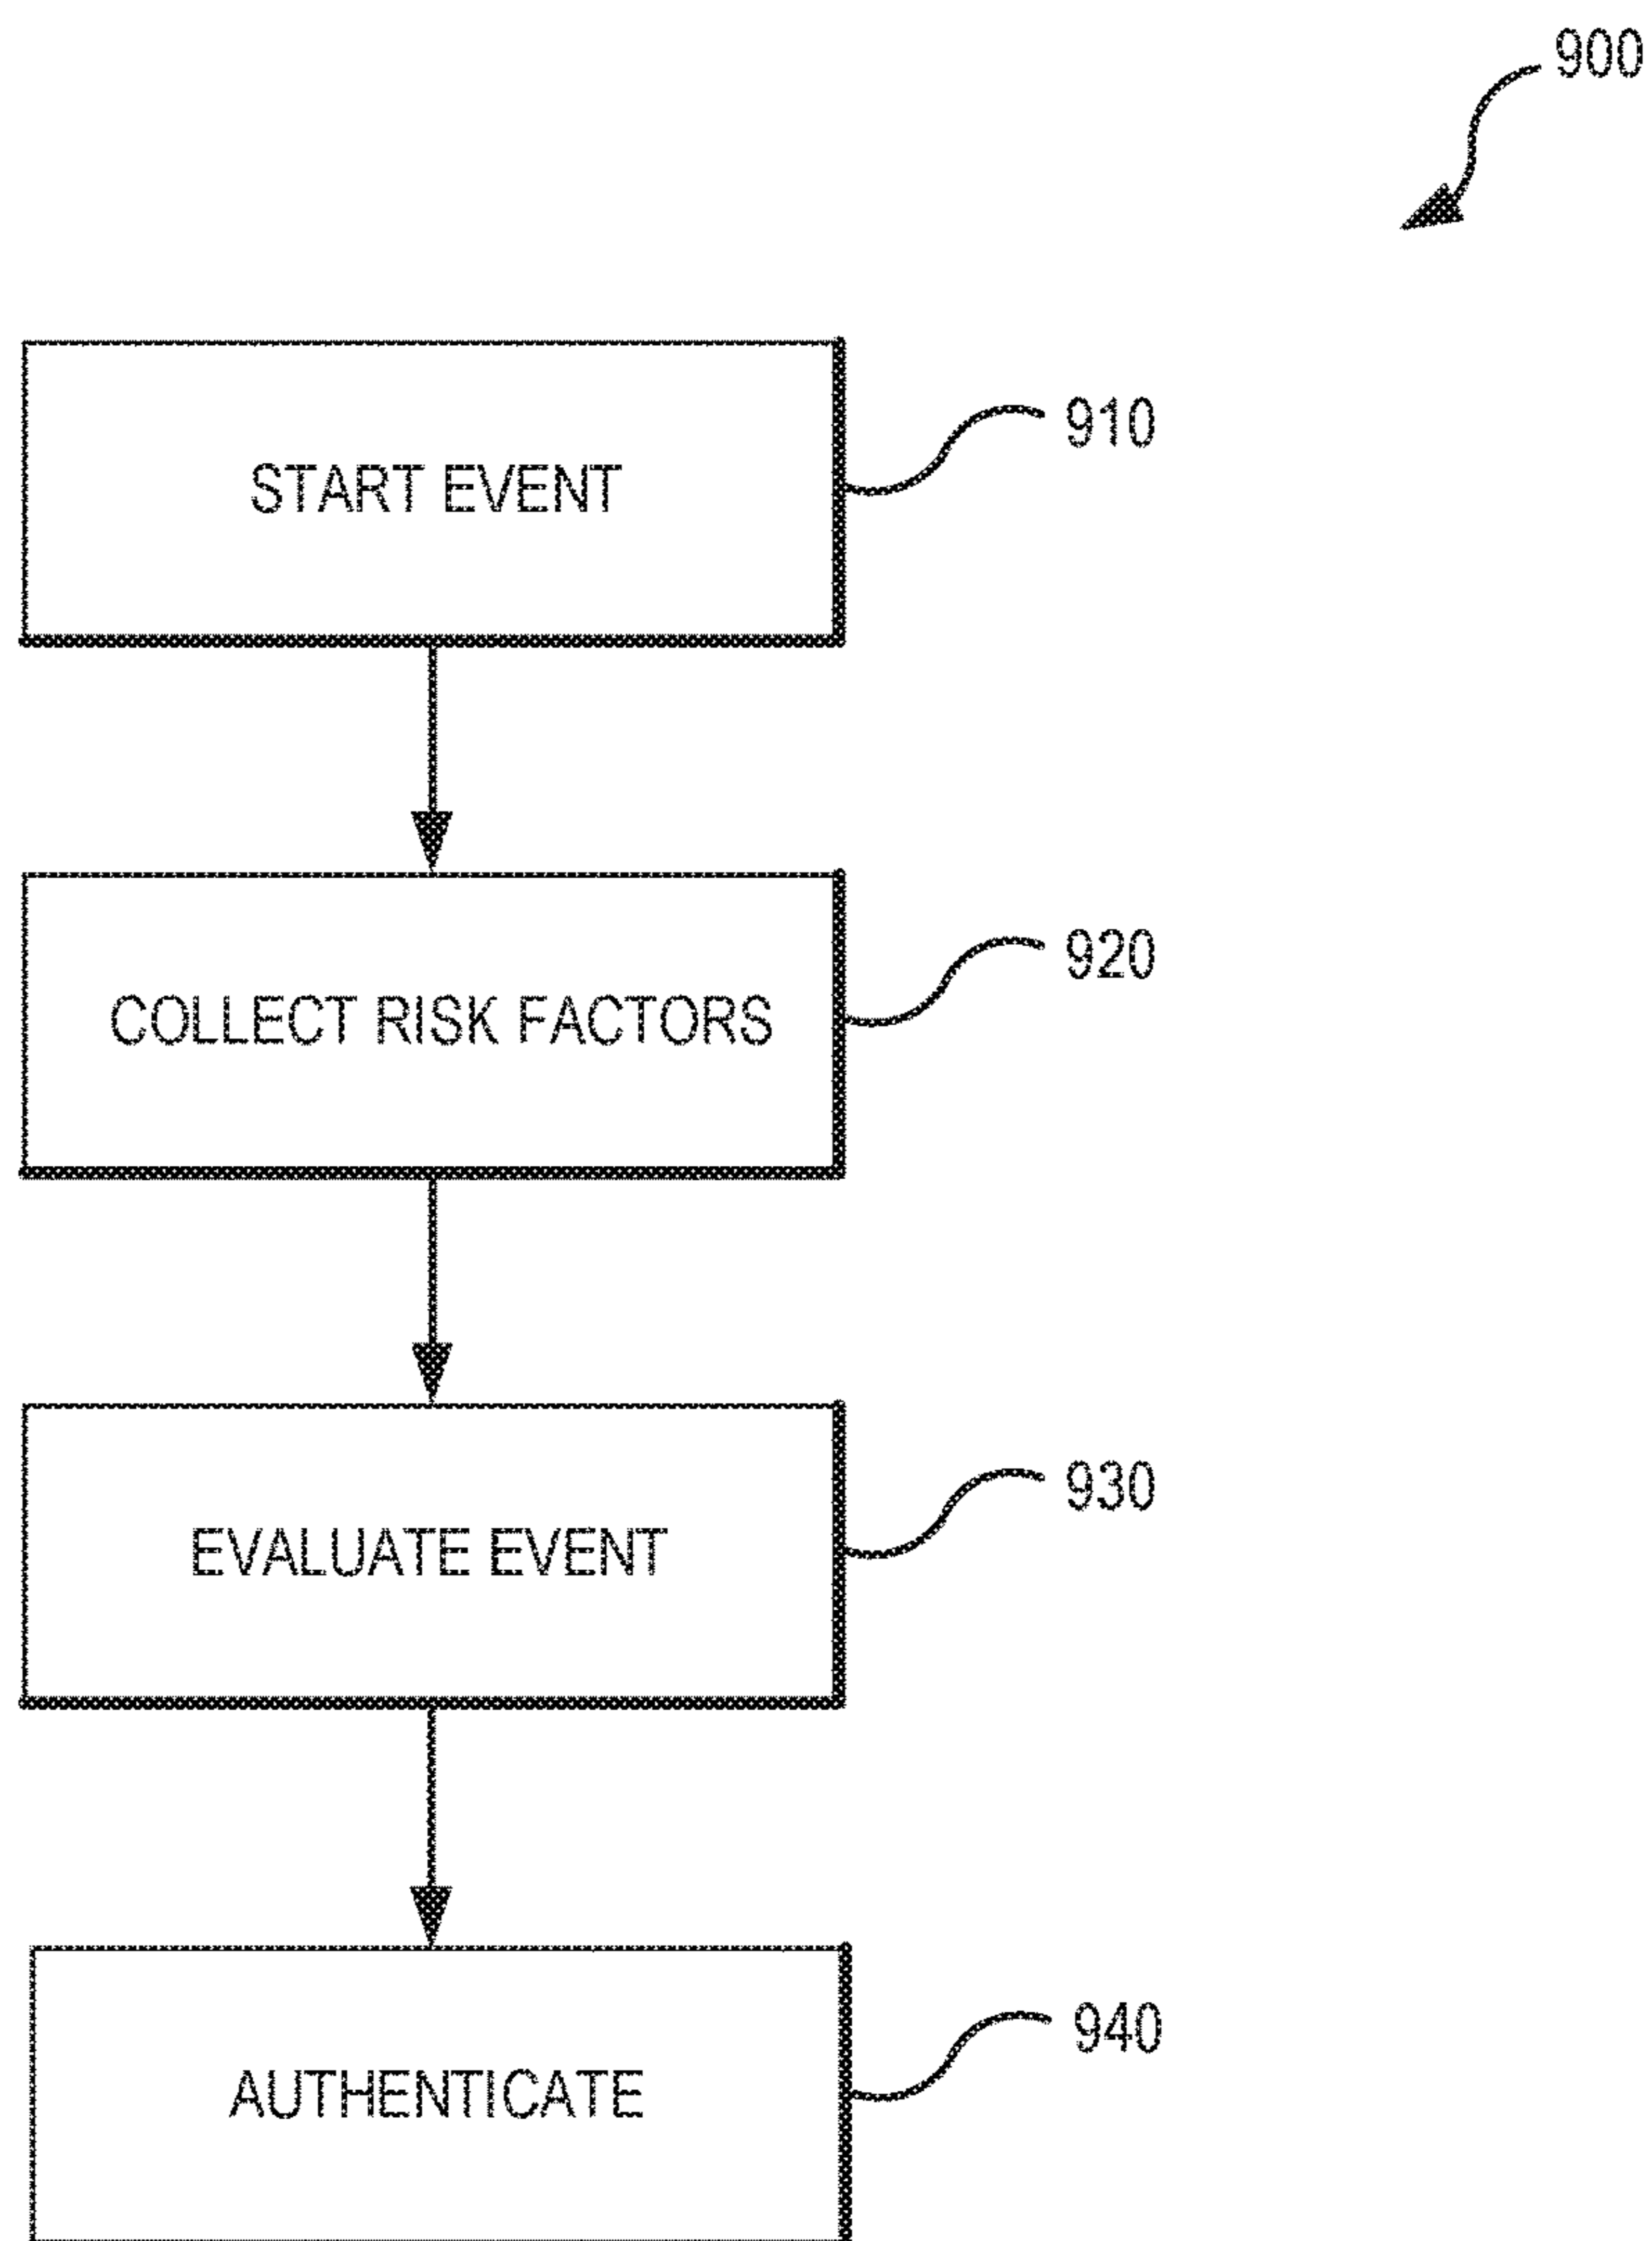 900
START EVENT
910
COLLECT RISK FACTORS
920
EVALUATE EVENT
930
AUTHENTICATE
940